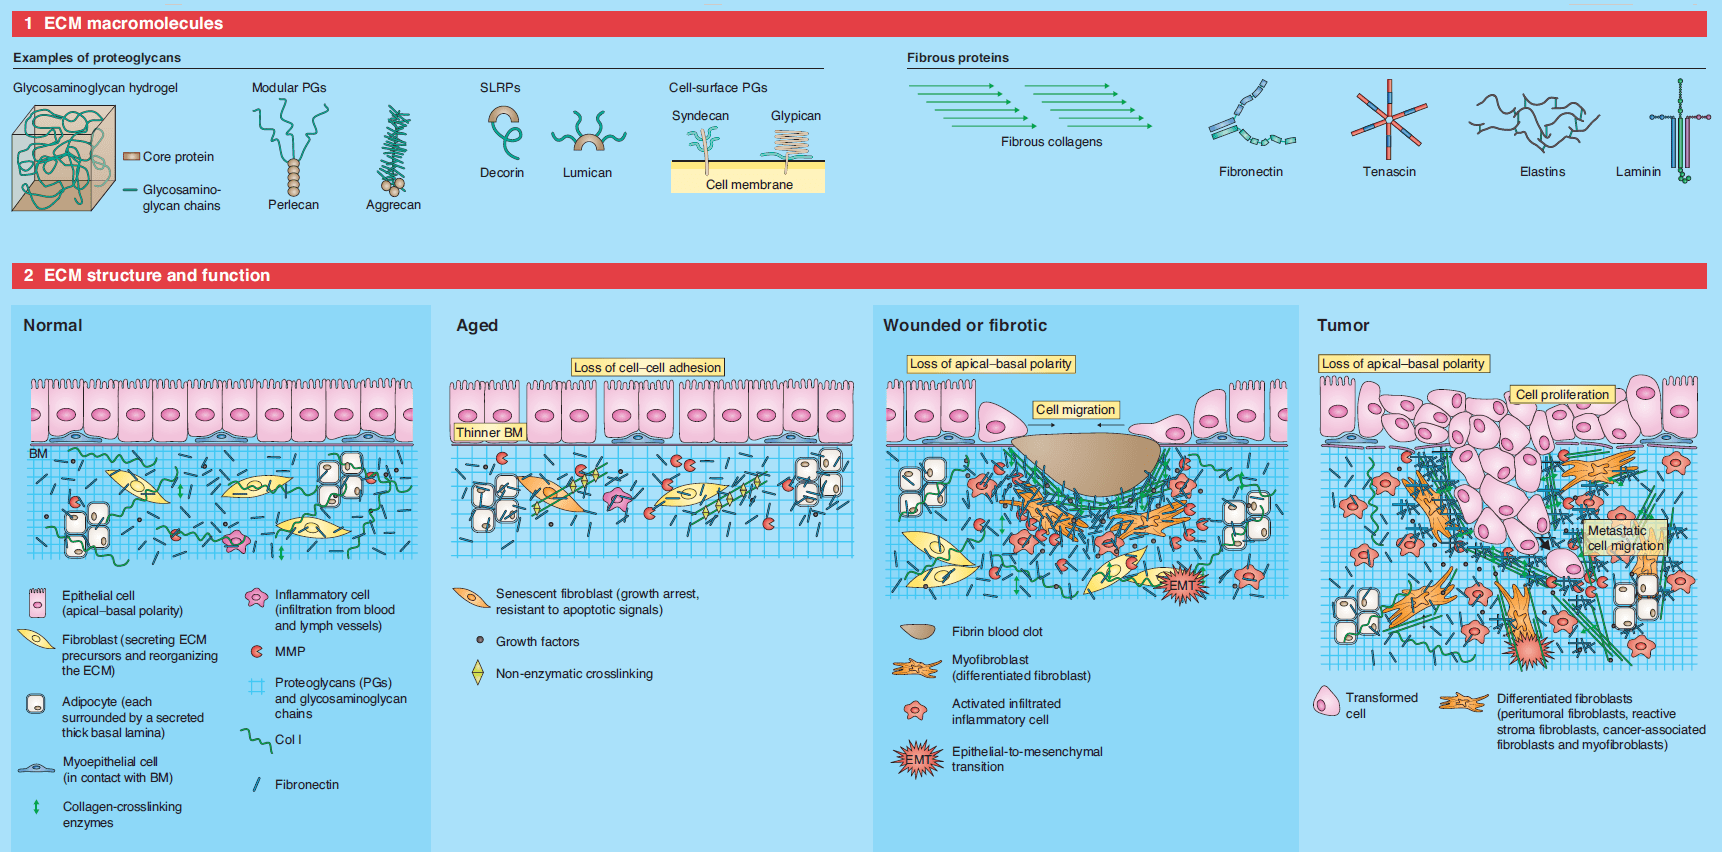 1 ECM macromolecules
Examples of proteoglycans
Glycosaminoglycan hydrogel
Core protein
Glycosamino-
glycan chains
Modular PGs
Perlecan
Aggrecan
SLRPs
Decorin
Lumican
Cell-surface PGs
Syndecan
Glypican
Cell membrane
Fibrous proteins
Fibrous collagens
Fibronectin
Tenascin
Elastins
Laminin
2 ECM structure and function
Normal
BM
Epithelial cell
(apical–basal polarity)
Fibroblast (secreting ECM
precursors and reorganizing
the ECM)
Adipocyte (each
surrounded by a secreted
thick basal lamina)
Myoepithelial cell
(in contact with BM)
Collagen-crosslinking
enzymes
Inflammatory cell
(infiltration from blood
and lymph vessels)
MMP
Proteoglycans (PGs)
and glycosaminoglycan
chains
Col I
Fibronectin
Aged
Loss of cell–cell adhesion
Thinner BM
Senescent fibroblast (growth arrest,
resistant to apoptotic signals)
Growth factors
Non-enzymatic crosslinking
Wounded or fibrotic
Loss of apical–basal polarity
Cell migration
EMT
Fibrin blood clot
Myofibroblast
(differentiated fibroblast)
Activated infiltrated
inflammatory cell
EMT
Epithelial-to-mesenchymal
transition
Tumor
Loss of apical–basal polarity
Cell proliferation
Metastatic
cell migration
EMT
Transformed
cell
Differentiated fibroblasts
(peritumoral fibroblasts, reactive
stroma fibroblasts, cancer-associated
fibroblasts and myofibroblasts)